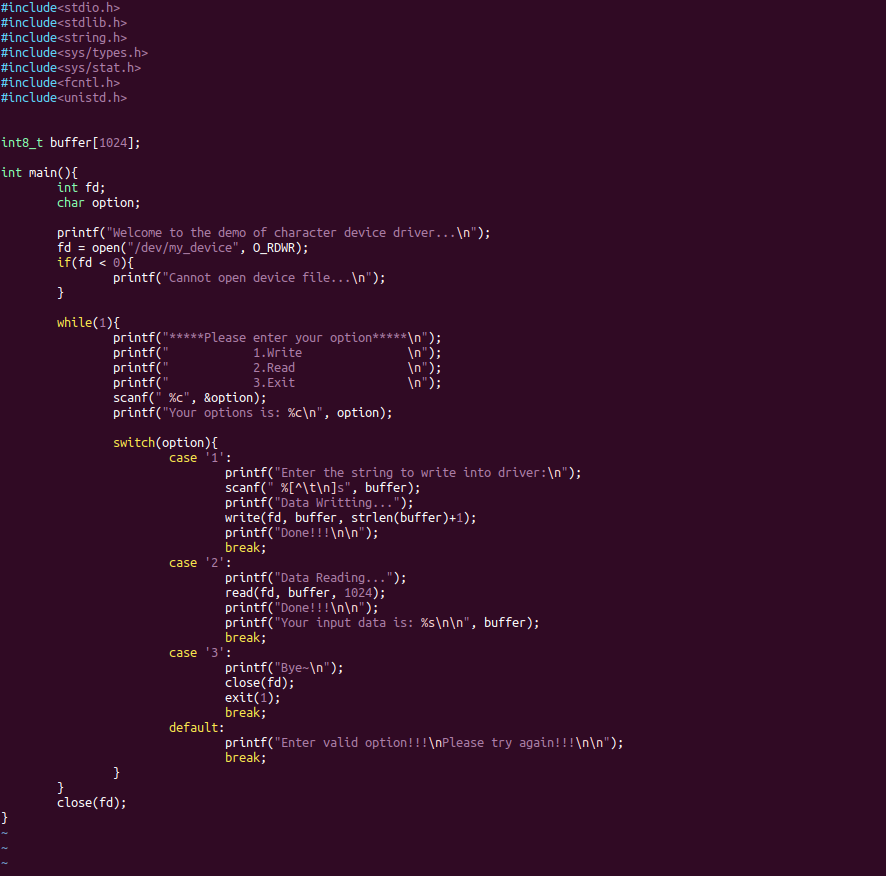 #include<stdio.h>
#include<stdlib.h>
#include<string.h>
#include<sys/types.h>
#include<sys/stat.h>
#include<fcntl.h>
#include<unistd.h>


int8_t buffer[1024];

int main(){
        int fd;
        char option;

        printf("Welcome to the demo of character device driver...\n");
        fd = open("/dev/my_device", O_RDWR);
        if(fd < 0){
                printf("Cannot open device file...\n");
        }

        while(1){
                printf("*****Please enter your option*****\n");
                printf("            1.Write               \n");
                printf("            2.Read                \n");
                printf("            3.Exit                \n");
                scanf(" %c", &option);
                printf("Your options is: %c\n", option);

                switch(option){
                        case '1':
                                printf("Enter the string to write into driver:\n");
                                scanf(" %[^\t\n]s", buffer);
                                printf("Data Writting...");
                                write(fd, buffer, strlen(buffer)+1);
                                printf("Done!!!\n\n");
                                break;
                        case '2':
                                printf("Data Reading...");
                                read(fd, buffer, 1024);
                                printf("Done!!!\n\n");
                                printf("Your input data is: %s\n\n", buffer);
                                break;
                        case '3':
                                printf("Bye~\n");
                                close(fd);
                                exit(1);
                                break;
                        default:
                                printf("Enter valid option!!!\nPlease try again!!!\n\n");
                                break;
                }
        }
        close(fd);
}
~
~
~